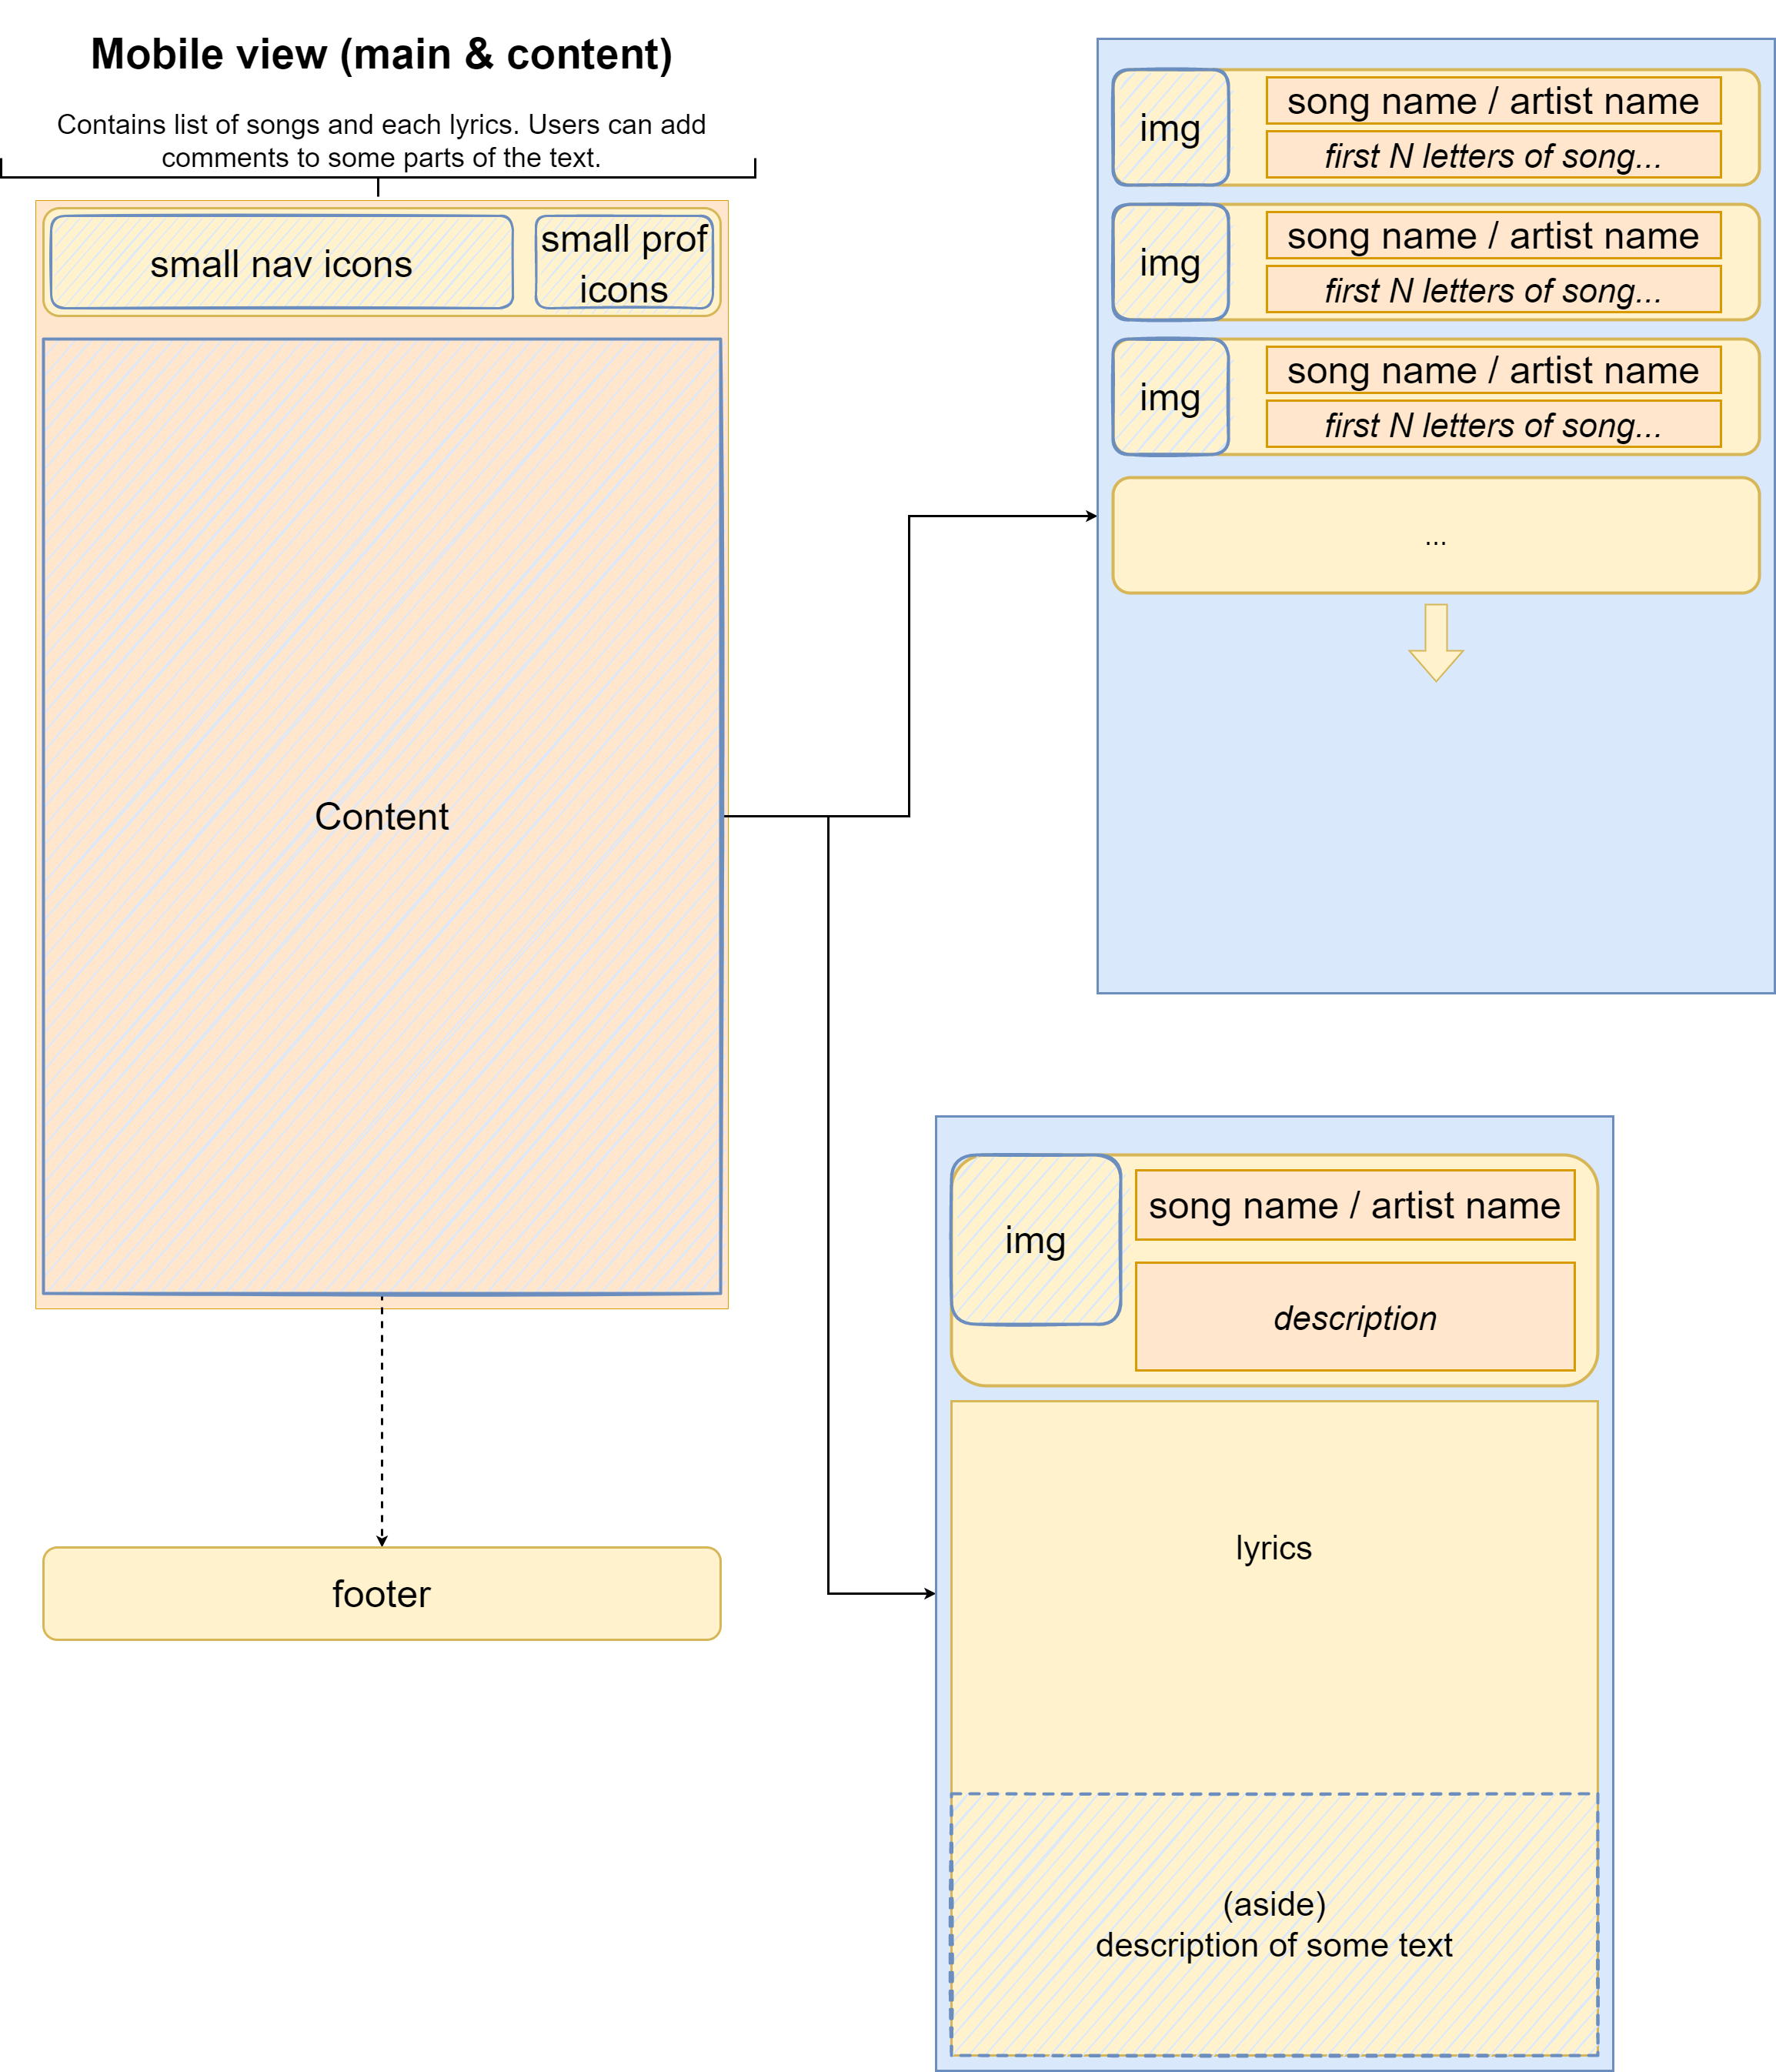 Mobile view (main & content)
Contains list of songs and each lyrics. Users can add
comments to some parts of the text.
small nav icons
small prof
icons
Content
footer
img
song name / artist name
first N letters of song...
img
song name / artist name
first N letters of song...
img
song name / artist name
first N letters of song...
...
img
song name / artist name
description
lyrics
(aside)
description of some text